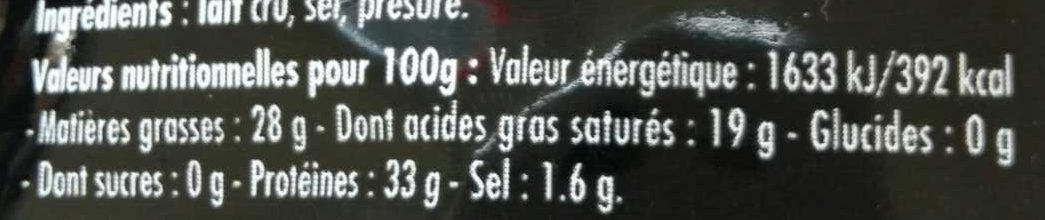 Ingrédients : lait cru, sel, présure.
Valeurs nutritionnelles pour 100g : Valeur énergétique : 1633 kJ/392 kcal
- Matières grasses : 28 g - Dont acides gras saturés : 19 g - Glucides : 0 g
- Dont sucres : 0 g - Protéines : 33 g - Sel : 1.6 g.